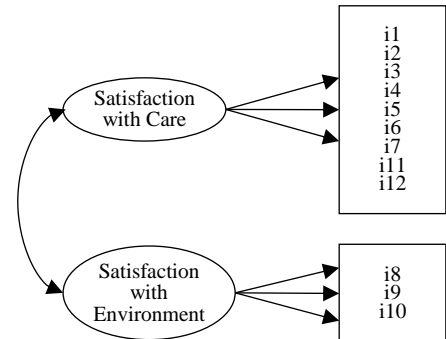 Satisfaction
with Care
i1
i2
i3
i4
i5
i6
i7
i11
i12
Satisfaction
with
Environment
i8
i9
i10